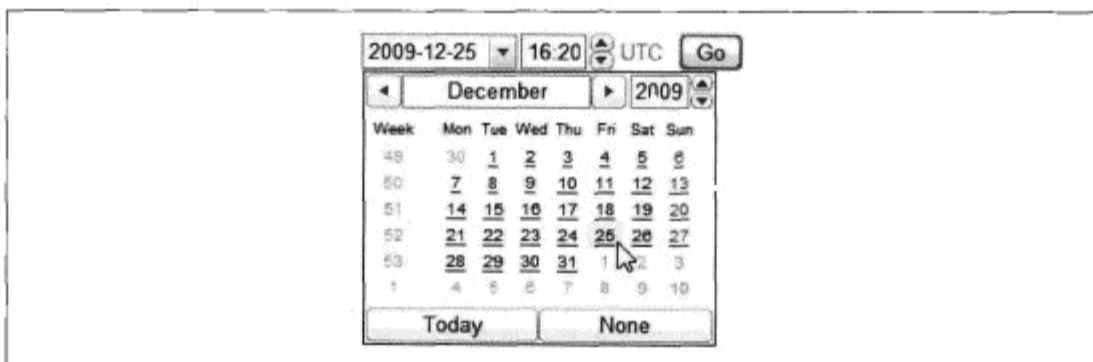 2009-12-25 16:20 UTC Go
December 2009
Week Mon Tue Wed Thu Fri Sat Sun
49 30 1 2 3 4 5 6
50 7 8 9 10 11 12 13
51 14 15 16 17 18 19 20
52 21 22 23 24 25 26 27
53 28 29 30 31 1 2 3
1 4 5 6 7 8 9 10
Today None